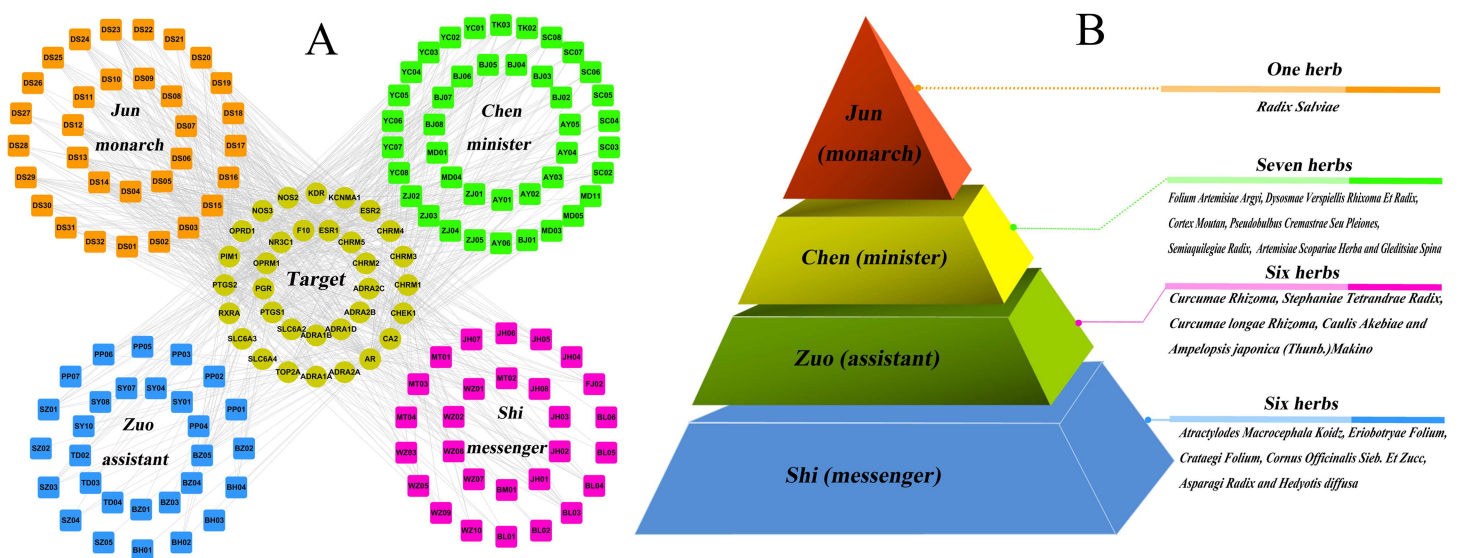 A
DS23
DS22
DS24
DS21
DS25
DS20
DS26
DS19
DS27
DS18
DS28
DS17
DS29
DS16
DS30
DS15
DS31
DS03
DS32
DS01
DS02
DS10
DS09
DS11
DS08
DS12
DS07
DS13
DS06
DS14
DS04
DS05
Jun
monarch
YC01
TK03
TK02
YC02
SC08
YC03
SC07
YC04
SC06
YC05
SC05
YC06
SC04
YC07
SC03
YC08
SC02
ZJ02
MD11
ZJ03
MD05
ZJ04
MD03
ZJ05
AY06
BJ01
BJ05
BJ04
BJ06
BJ03
BJ07
BJ02
BJ08
AY05
MD01
AY03
MD04
AY02
ZJ01
AY01
Chen
minister
KDR
NOS2
KCNMA1
NOS3
ESR2
OPRD1
CHRM4
PIM1
CHRM3
PTGS2
CHRM1
RXRA
CHEK1
SLC6A3
CA2
SLC6A4
AR
TOP2A
ADRA1A
ADRA2A
F10
ESR1
NR3C1
CHRM5
OPRM1
CHRM2
PGR
ADRA2C
PTGS1
ADRA2B
SLC6A2
ADRA1B
ADRA1D
Target
PP06
PP05
PP03
PP07
PP02
SZ01
PP01
SZ02
BZ02
SZ03
BH04
SZ04
BH03
SZ05
BH01
BH02
SY07
SY04
SY08
SY01
SY10
PP04
TD02
BZ05
TD03
BZ04
TD04
BZ01
BZ03
Zuo
assistant
JH06
JH07
JH05
MT01
JH04
MT03
FJ02
MT04
BL06
WZ03
BL05
WZ05
BL04
WZ09
BL03
WZ10
BL01
BL02
MT02
WZ01
JH08
WZ02
JH03
WZ06
JH02
WZ07
BM01
JH01
Shi
messenger
B
Jun
(monarch)
Chen (minister)
Zuo (assistant)
Shi (messenger)
One herb
Radix Salviae
Seven herbs
Folium Artemisiae Argyi, Dysosmae Verspiellis Rhixoma Et Radix,
Cortex Moutan, Pseudobulbus Cremastrae Seu Pleiones,
Semiaquilegiae Radix, Artemisiae Scopariae Herba and Gleditisiae Spina
Six herbs
Curcumae Rhizoma, Stephaniae Tetrandrae Radix,
Curcumae longae Rhizoma, Caulis Akebiae and
Ampelopsis japonica (Thunb.)Makino
Six herbs
Atractylodes Macrocephala Koidz, Eriobotryae Folium,
Crataegi Folium, Cornus Officinalis Sieb. Et Zucc,
Asparagi Radix and Hedyotis diffusa